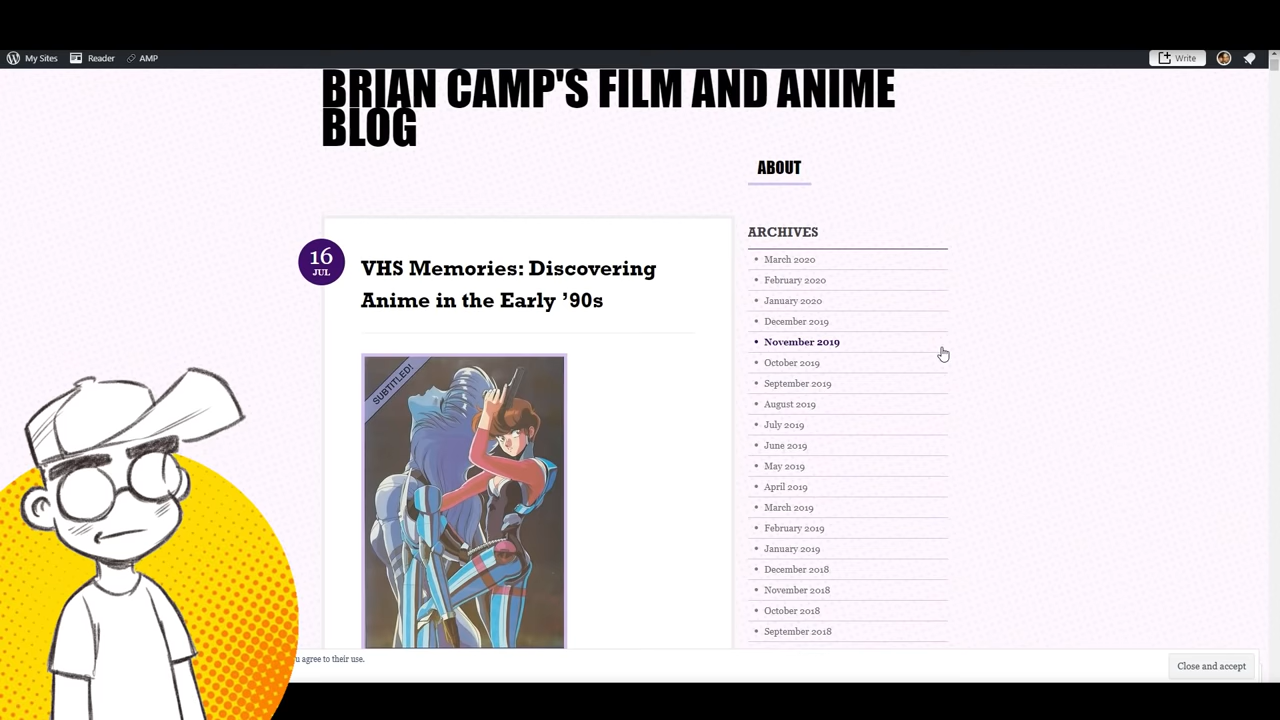 My Sites
Reader
AMP
Write
BRIAN CAMP'S FILM AND ANIME
BLOG
ABOUT
16
JUL
VHS Memories: Discovering
Anime in the Early ’90s
SUBTITLED!
ARCHIVES
March 2020
February 2020
January 2020
December 2019
November 2019
October 2019
September 2019
August 2019
July 2019
June 2019
May 2019
April 2019
March 2019
February 2019
January 2019
December 2018
November 2018
October 2018
September 2018
u agree to their use.
Close and accept